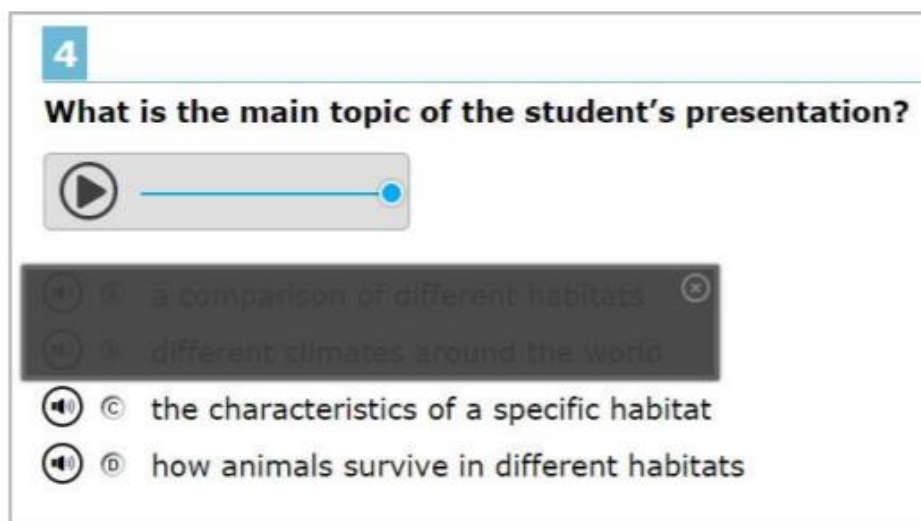 4
What is the main topic of the student's presentation?
A a comparison of different habitats
B different climates around the world
C the characteristics of a specific habitat
D how animals survive in different habitats